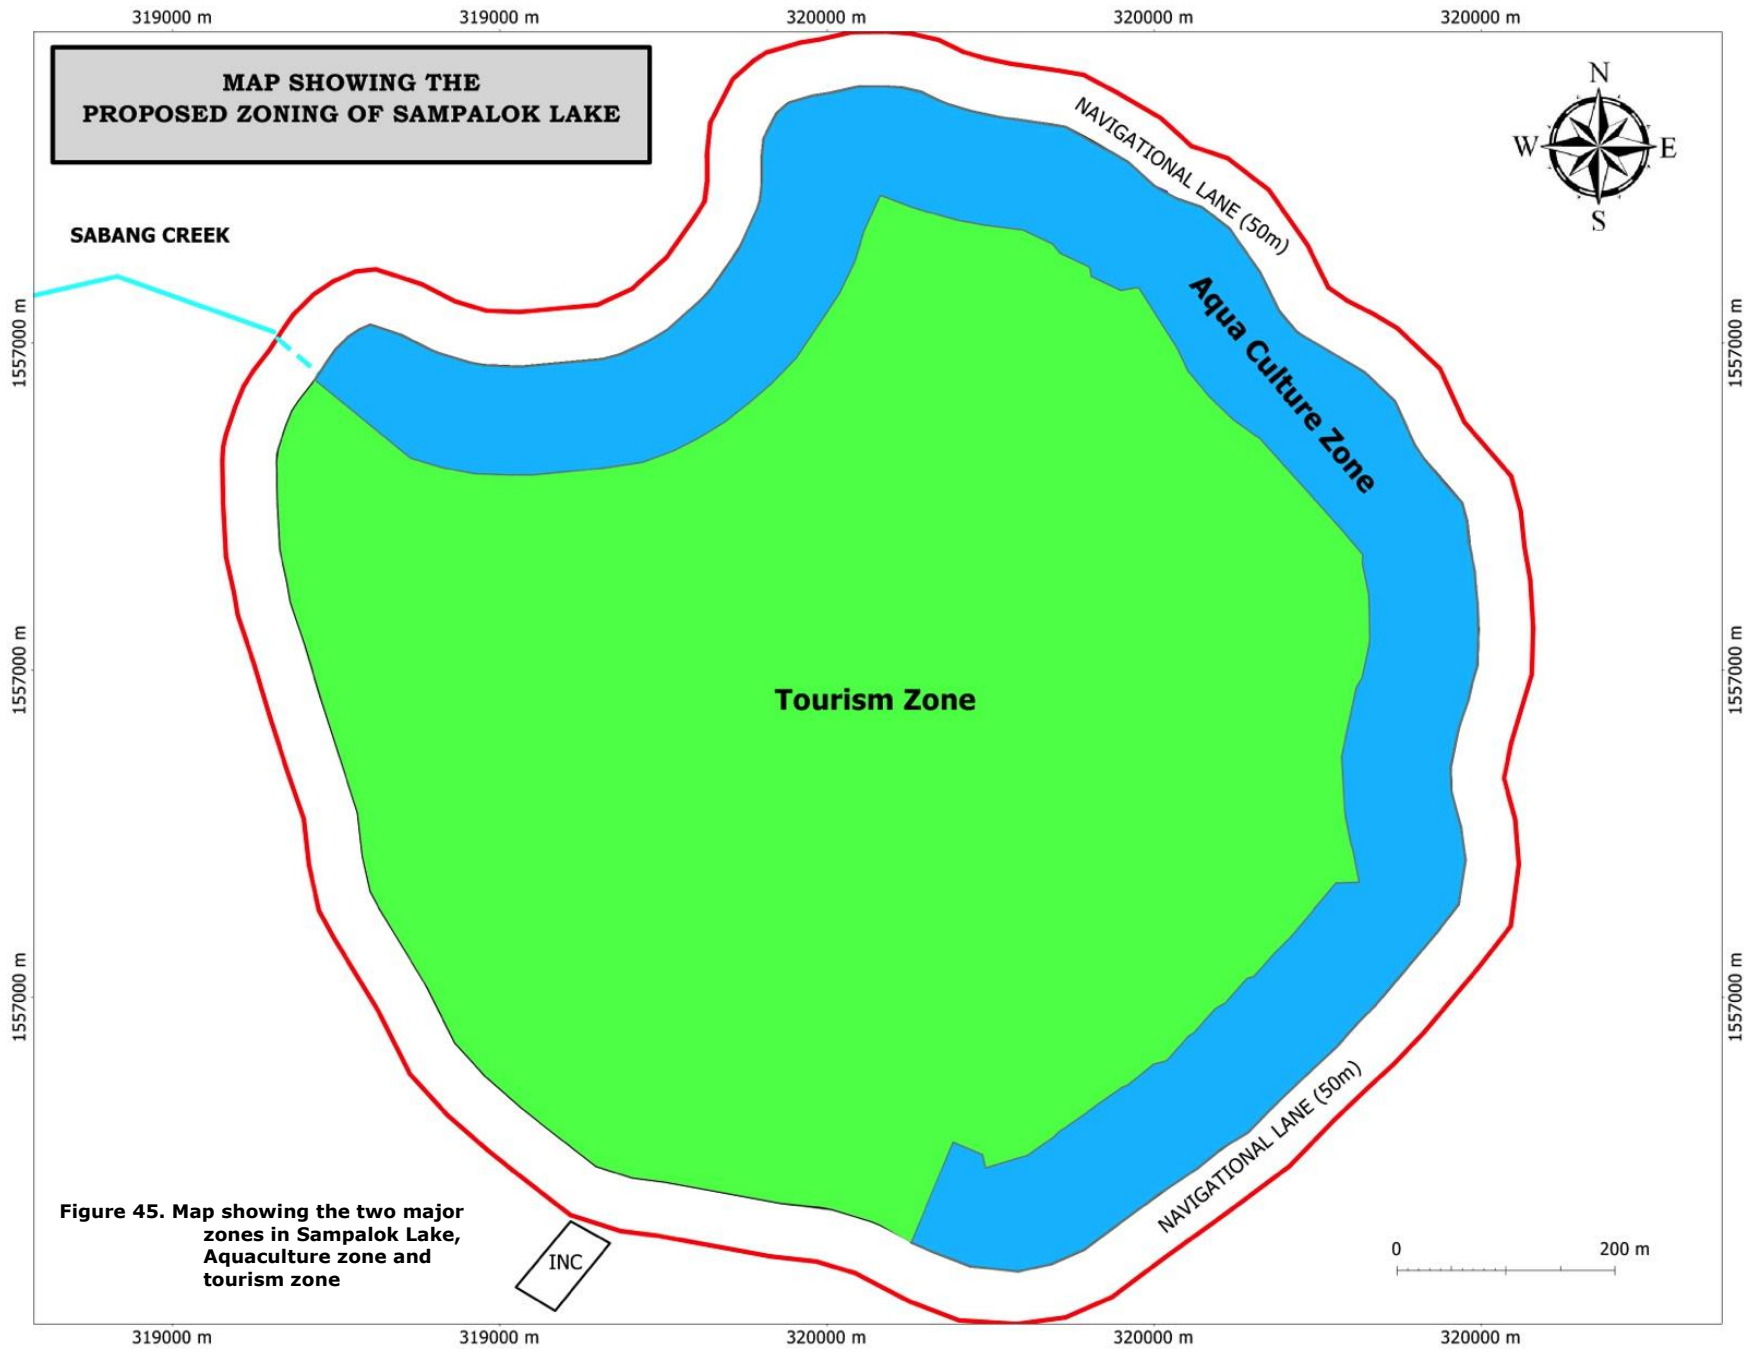 319000 m
319000 m
320000 m
320000 m
320000 m
MAP SHOWING THE
PROPOSED ZONING OF SAMPALOK LAKE
N
W
E
S
NAVIGATIONAL LANE (50m)
SABANG CREEK
Aqua Culture Zone
1557000 m
1557000 m
1557000 m
1557000 m
1557000 m
1557000 m
Tourism Zone
NAVIGATIONAL LANE (50m)
Figure 45. Map showing the two major
zones in Sampalok Lake,
Aquaculture zone and
tourism zone
INC
0
200 m
319000 m
319000 m
320000 m
320000 m
320000 m